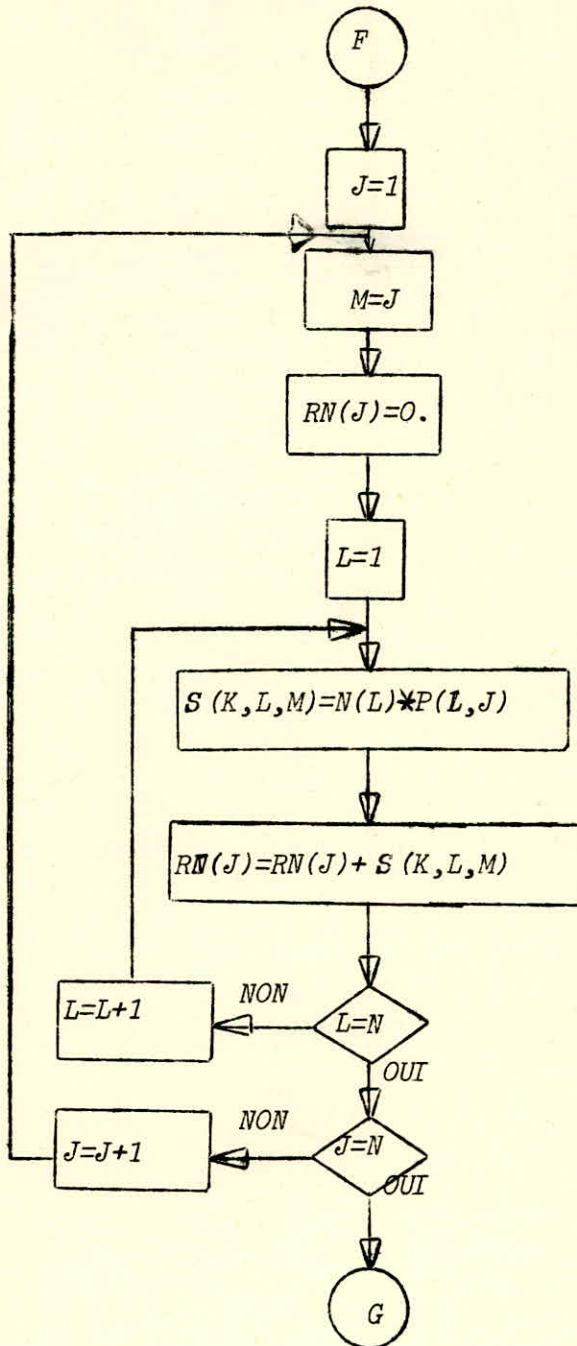 F
J=1
M=J
RN(J)=0.
L=1
S(K,L,M)=N(L)*P(L,J)
RN(J)=RN(J)+S(K,L,M)
L=L+1
NON
L=N
OUI
J=J+1
NON
J=N
OUI
G